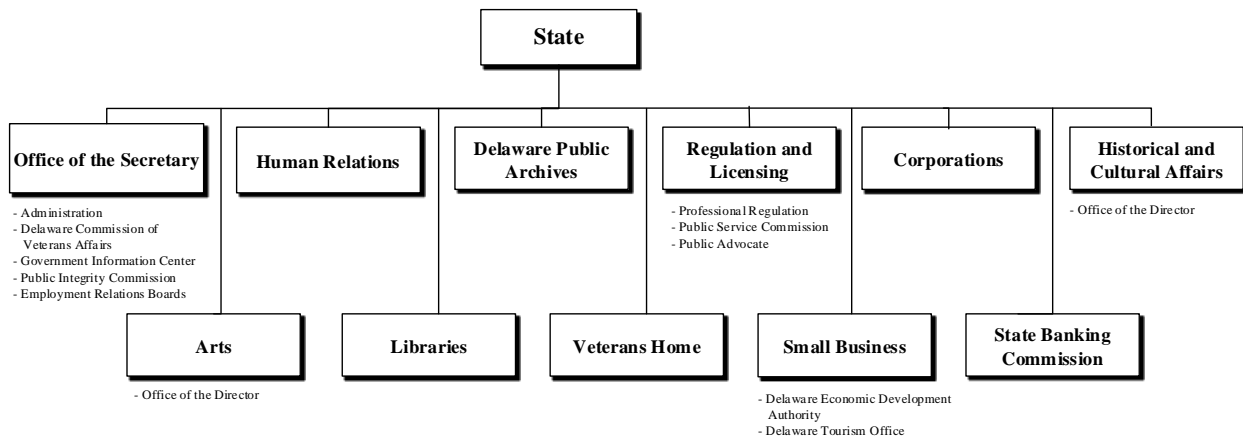 State
Office of the Secretary
- Administration
- Delaware Commission of
Veterans Affairs
- Government Information Center
- Public Integrity Commission
- Employment Relations Boards
Human Relations
Delaware Public
Archives
Regulation and
Licensing
- Professional Regulation
- Public Service Commission
- Public Advocate
Corporations
Historical and
Cultural Affairs
- Office of the Director
Arts
- Office of the Director
Libraries
Veterans Home
Small Business
- Delaware Economic Development
Authority
- Delaware Tourism Office
State Banking
Commission